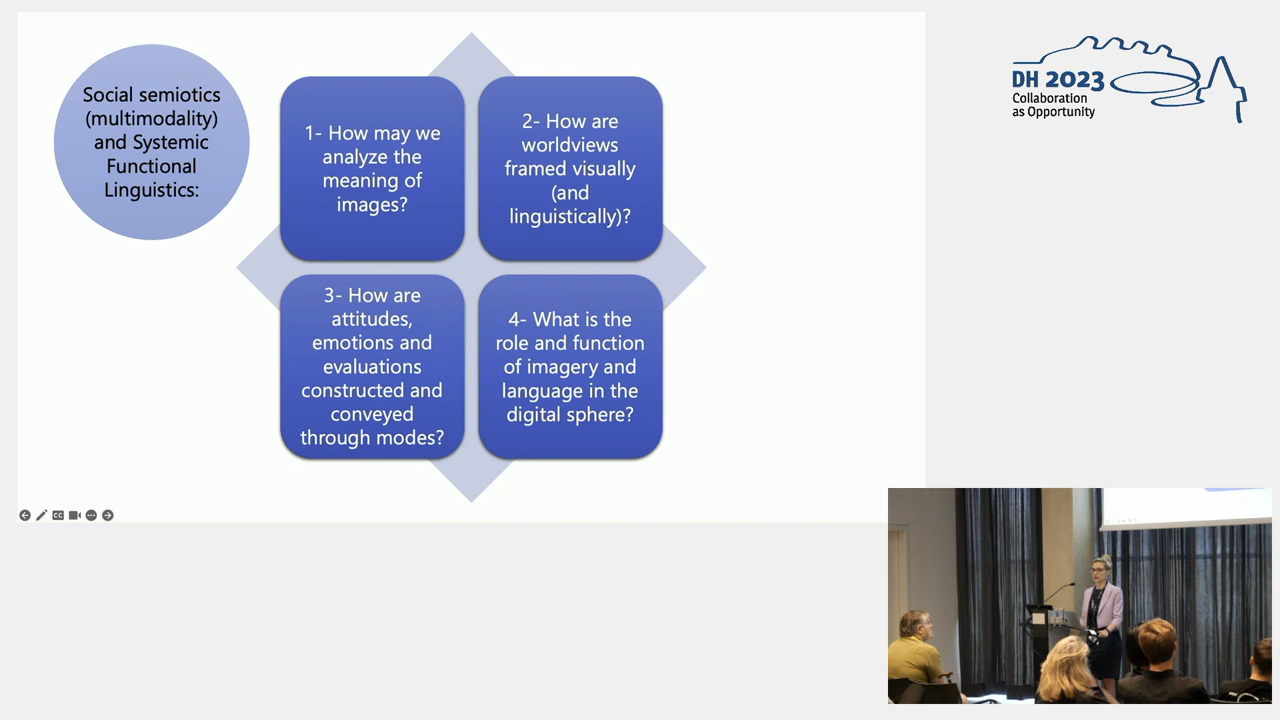 Social semiotics
(multimodality)
and Systemic
Functional
Linguistics:
1- How may we
analyze the
meaning of
images?
2- How are
worldviews
framed visually
(and
linguistically)?
3- How are
attitudes,
emotions and
evaluations
constructed and
conveyed
through modes?
4- What is the
role and function
of imagery and
language in the
digital sphere?
DH 2023
Collaboration
as Opportunity